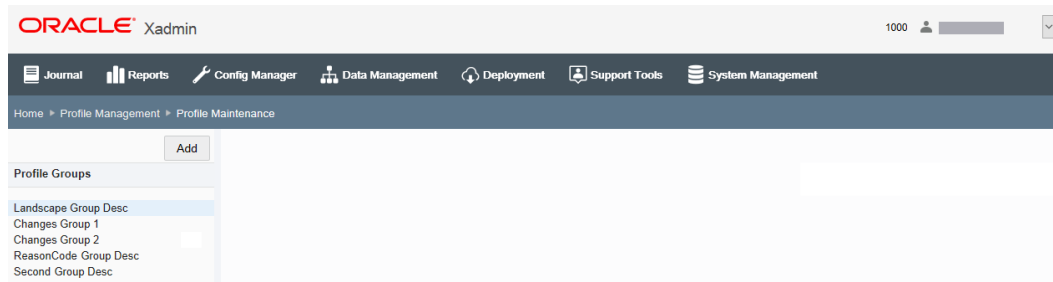 ORACLE® Xadmin
1000
Journal Reports Config Manager Data Management Deployment Support Tools System Management
Home Profile Management Profile Maintenance
Add
Profile Groups
Landscape Group Desc
Changes Group 1
Changes Group 2
ReasonCode Group Desc
Second Group Desc